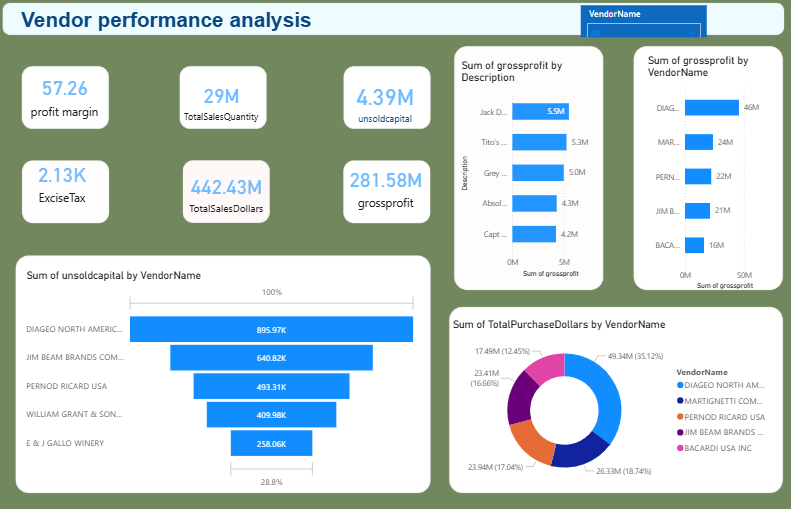 Vendor performance analysis
VendorName
All
57.26
profit margin
29M
TotalSalesQuantity
4.39M
unsoldcapital
2.13K
ExciseTax
442.43M
TotalSalesDollars
281.58M
grossprofit
Sum of grossprofit by
Description
Description
Jack D...
5.5M
Tito's ...
5.3M
Grey ...
5.0M
Absol...
4.3M
Capt ...
4.2M
0M
5M
Sum of grossprofit
Sum of grossprofit by
VendorName
DIAG...
46M
MAR...
24M
PERN...
22M
JIM B...
21M
BACA...
16M
0M
50M
Sum of grossprofit
Sum of unsoldcapital by VendorName
100%
DIAGEO NORTH AMERIC...
895.97K
JIM BEAM BRANDS COM...
640.82K
PERNOD RICARD USA
493.31K
WILLIAM GRANT & SON...
409.98K
E & J GALLO WINERY
258.06K
28.8%
Sum of TotalPurchaseDollars by VendorName
17.49M (12.45%)
49.34M (35.12%)
23.41M
(16.66%)
23.94M (17.04%)
26.33M (18.74%)
VendorName
DIAGEO NORTH AM...
MARTIGNETTI COM...
PERNOD RICARD USA
JIM BEAM BRANDS ...
BACARDI USA INC